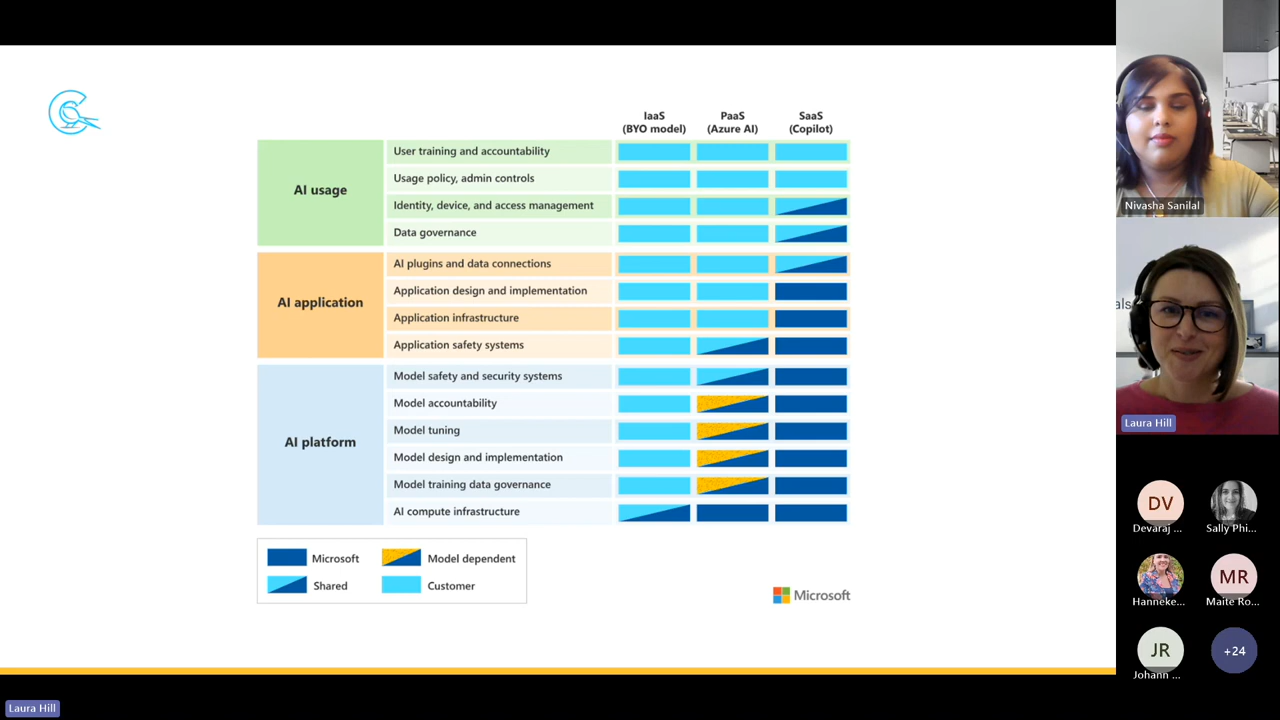 IaaS
(BYO model)
PaaS
(Azure AI)
SaaS
(Copilot)
AI usage
User training and accountability
Usage policy, admin controls
Identity, device, and access management
Data governance
AI application
AI plugins and data connections
Application design and implementation
Application infrastructure
Application safety systems
AI platform
Model safety and security systems
Model accountability
Model tuning
Model design and implementation
Model training data governance
AI compute infrastructure
Microsoft
Model dependent
Shared
Customer
Microsoft
Nivasha Sanilal
als
Laura Hill
DV
Devaraj ...
Sally Phi...
Hanneke...
MR
Maite Ro...
JR
Johann ...
+24
Laura Hill